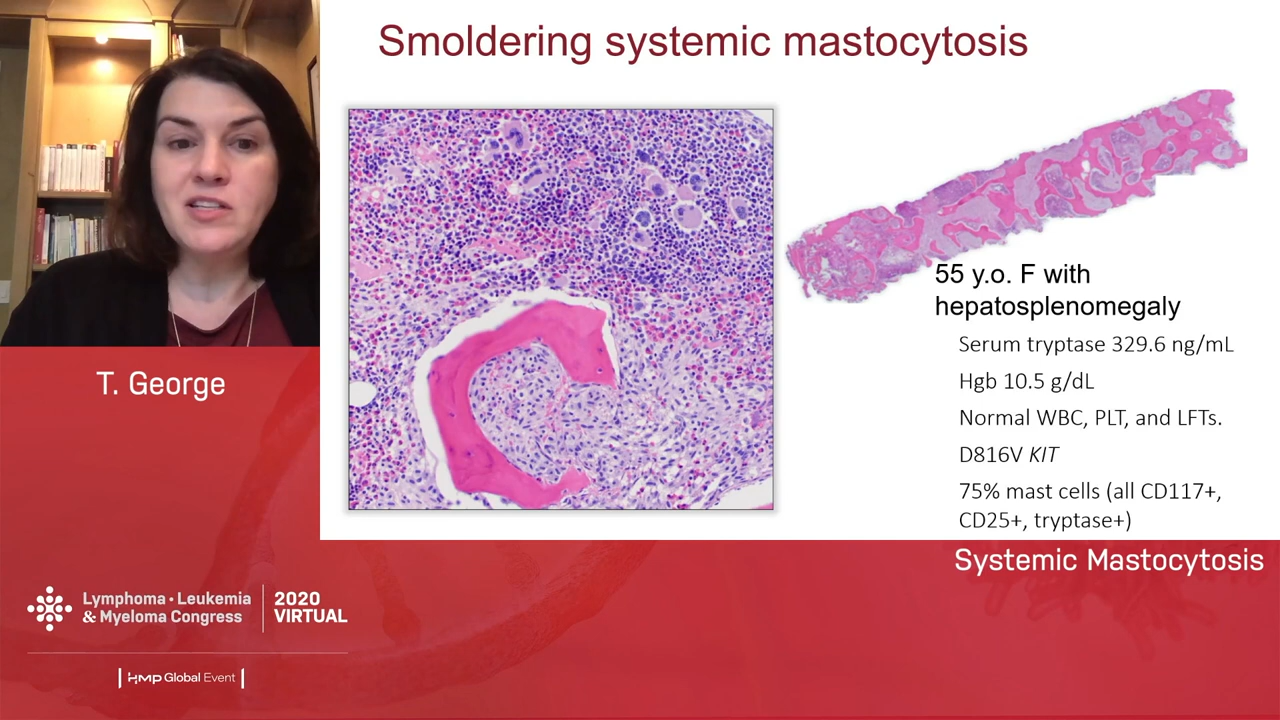 Smoldering systemic mastocytosis
55 y.o. F with
hepatosplenomegaly
Serum tryptase 329.6 ng/mL
Hgb 10.5 g/dL
Normal WBC, PLT, and LFTs.
D816V KIT
75% mast cells (all CD117+,
CD25+, tryptase+)
T. George
Systemic Mastocytosis
Lymphoma • Leukemia
& Myeloma Congress
2020
VIRTUAL
HMP Global Event